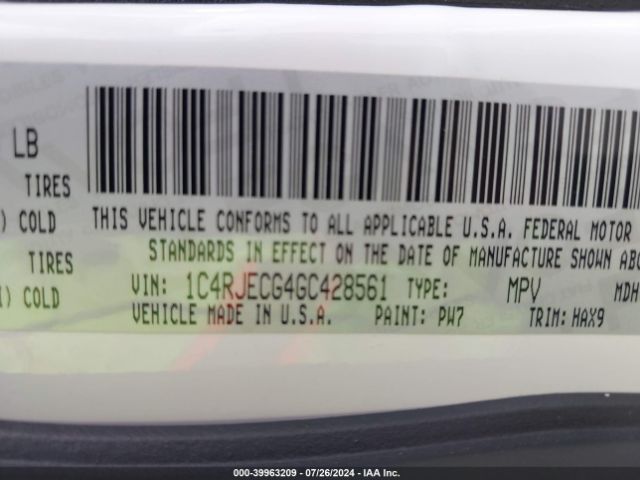 LB
TIRES
) COLD
THIS VEHICLE CONFORMS TO ALL APPLICABLE U.S.A. FEDERAL MOTOR
TIRES
STANDARDS IN EFFECT ON THE DATE OF MANUFACTURE SHOWN ABO
I) COLD
VIN: 1C4RJECG4GC428561 TYPE: MPV MDH
VEHICLE MADE IN U.S.A. PAINT: PW7 TRIM: HAX9
000-39963209 - 07/26/2024 - IAA Inc.